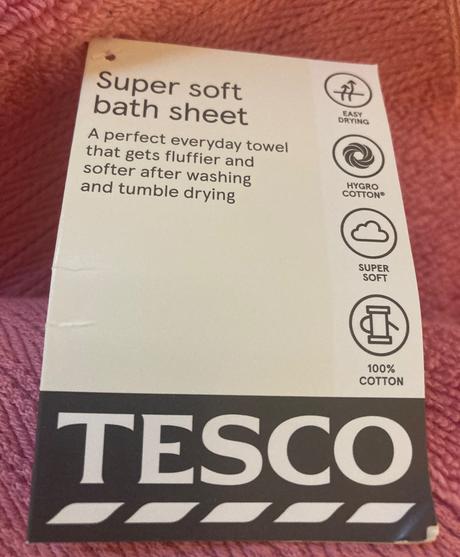 Super soft
bath sheet
A perfect everyday towel
that gets fluffier and
softer after washing
and tumble drying
EASY
DRYING
HYGRO
COTTON®
SUPER
SOFT
100%
COTTON
TESCO